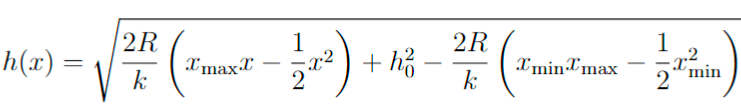 h(x) = \sqrt{\frac{2R}{k}\left(x_{\max}x - \frac{1}{2}x^2\right) + h_0^2 - \frac{2R}{k}\left(x_{\min}x_{\max} - \frac{1}{2}x_{\min}^2\right)}